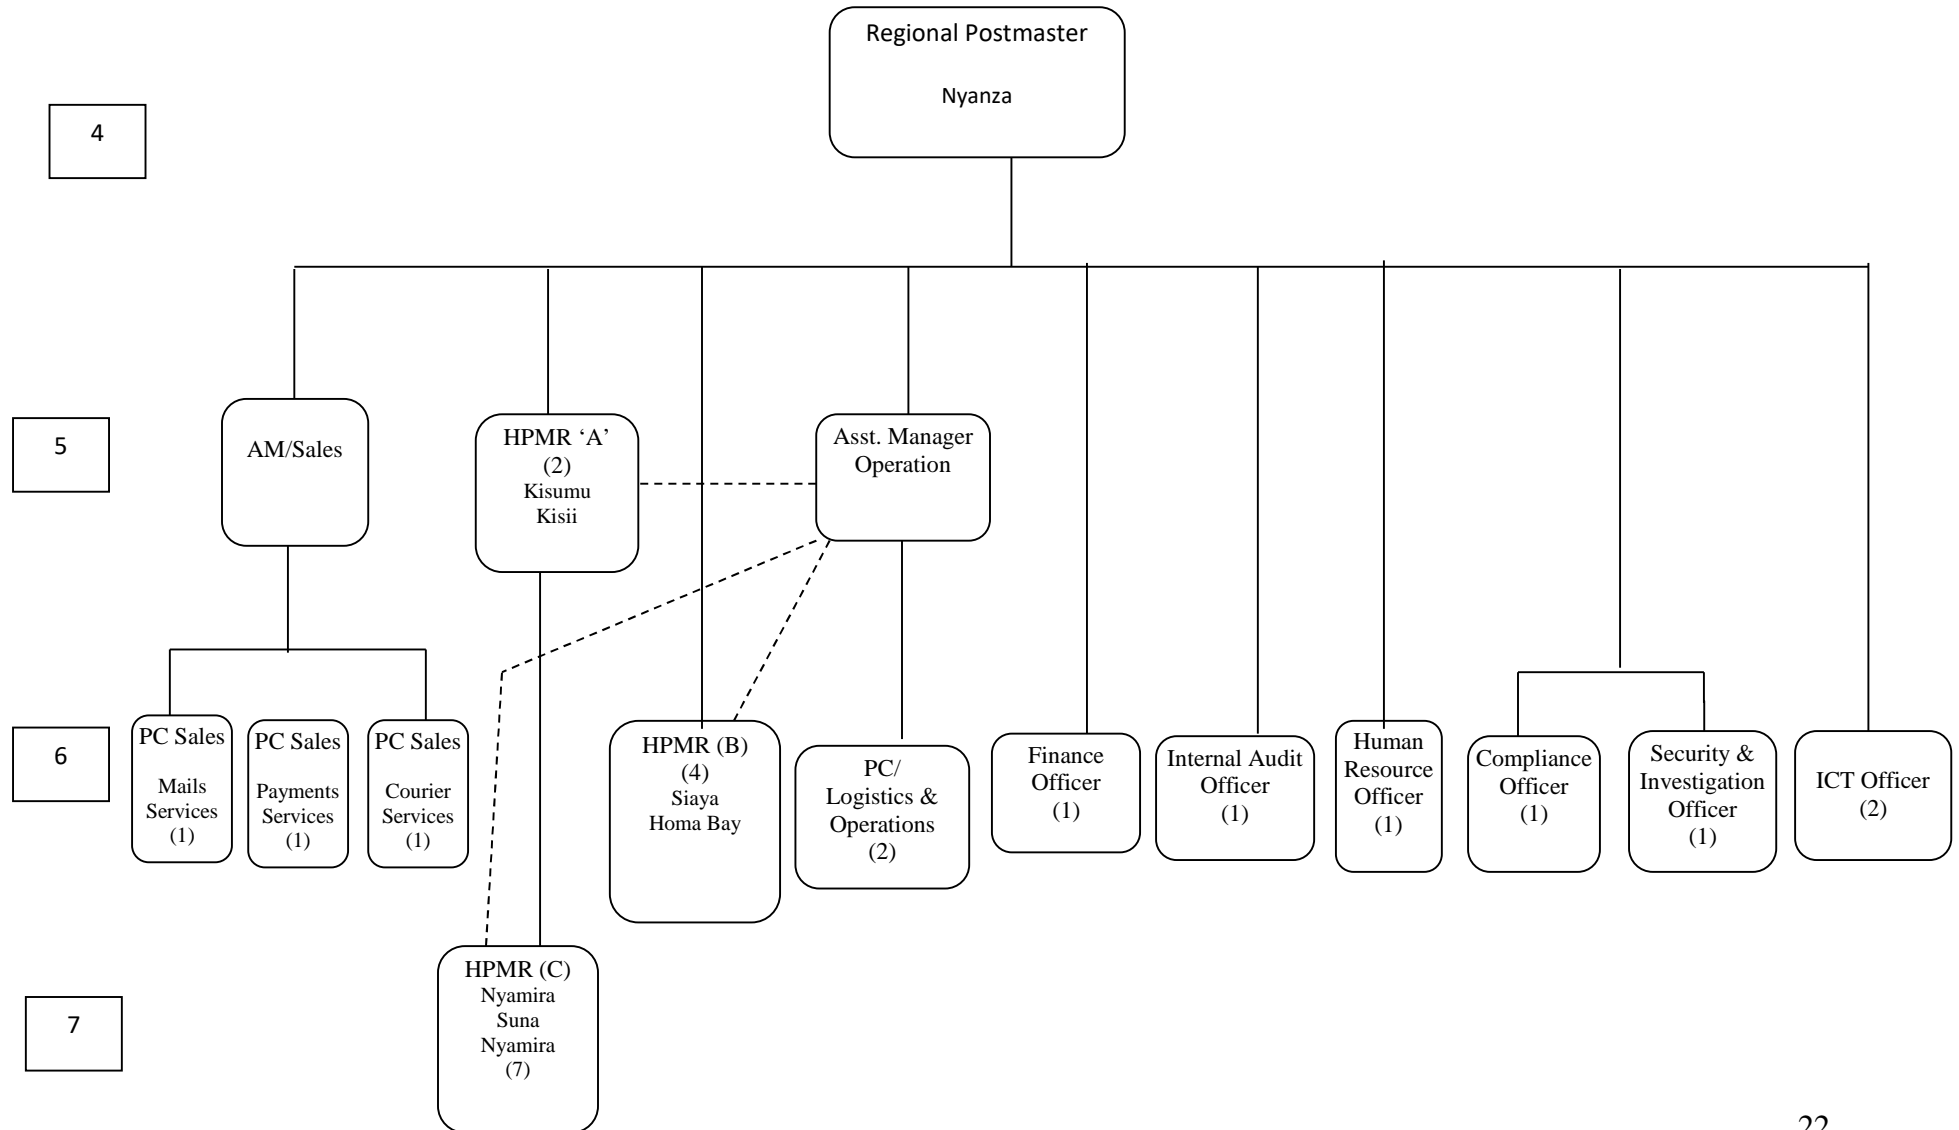 Regional Postmaster
Nyanza
4
5
AM/Sales
HPMR ‘A’
(2)
Kisumu
Kisii
Asst. Manager
Operation
6
PC Sales
Mails
Services
(1)
PC Sales
Payments
Services
(1)
PC Sales
Courier
Services
(1)
HPMR (B)
(4)
Siaya
Homa Bay
PC/
Logistics &
Operations
(2)
Finance
Officer
(1)
Internal Audit
Officer
(1)
Human
Resource
Officer
(1)
Compliance
Officer
(1)
Security &
Investigation
Officer
(1)
ICT Officer
(2)
7
HPMR (C)
Nyamira
Suna
Nyamira
(7)
22